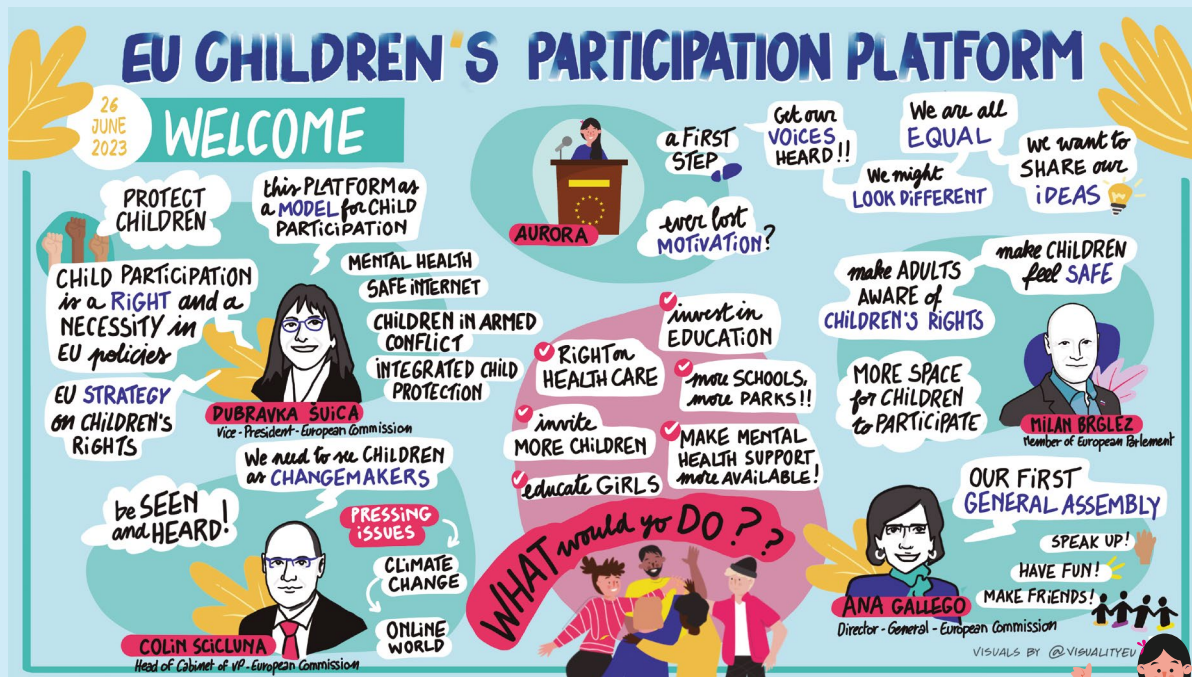 EU CHILDREN'S PARTICIPATION PLATFORM
26
JUNE
2023
WELCOME
PROTECT
CHILDREN
this PLATFORM as
a MODEL for CHILD
PARTICIPATION
CHILD PARTICIPATION
is a RIGHT and a
NECESSITY in
EU policies
EU STRATEGY
on CHILDREN'S
RIGHTS
MENTAL HEALTH
SAFE INTERNET
CHILDREN IN ARMED
CONFLICT
INTEGRATED CHILD
PROTECTION
DUBRAVKA ŠUICA
Vice-President-European Commission
We need to see CHILDREN
as CHANGEMAKERS
be SEEN
and HEARD!
PRESSING
ISSUES
CLIMATE
CHANGE
ONLINE
WORLD
COLIN SCICLUNA
Head of Cabinet of VP-European Commission
AURORA
a FIRST
STEP
Get our
VOICES
HEARD!!
We might
LOOK DIFFERENT
We are all
EQUAL
We want to
SHARE our
IDEAS
ever lost
MOTIVATION?
invest in
EDUCATION
RIGHT on
HEALTH CARE
more SCHOOLS,
more PARKS!!
invite
MORE CHILDREN
MAKE MENTAL
HEALTH SUPPORT
more AVAILABLE!
educate GIRLS
WHAT would yo DO??
make CHILDREN
feel SAFE
make ADULTS
AWARE of
CHILDREN'S RIGHTS
MORE SPACE
for CHILDREN
to PARTICIPATE
MILAN BRGLEZ
Member of European Parlement
OUR FIRST
GENERAL ASSEMBLY
SPEAK UP!
HAVE FUN!
MAKE FRIENDS!
ANA GALLEGO
Director-General-European Commission
VISUALS BY @VISUALITYEU